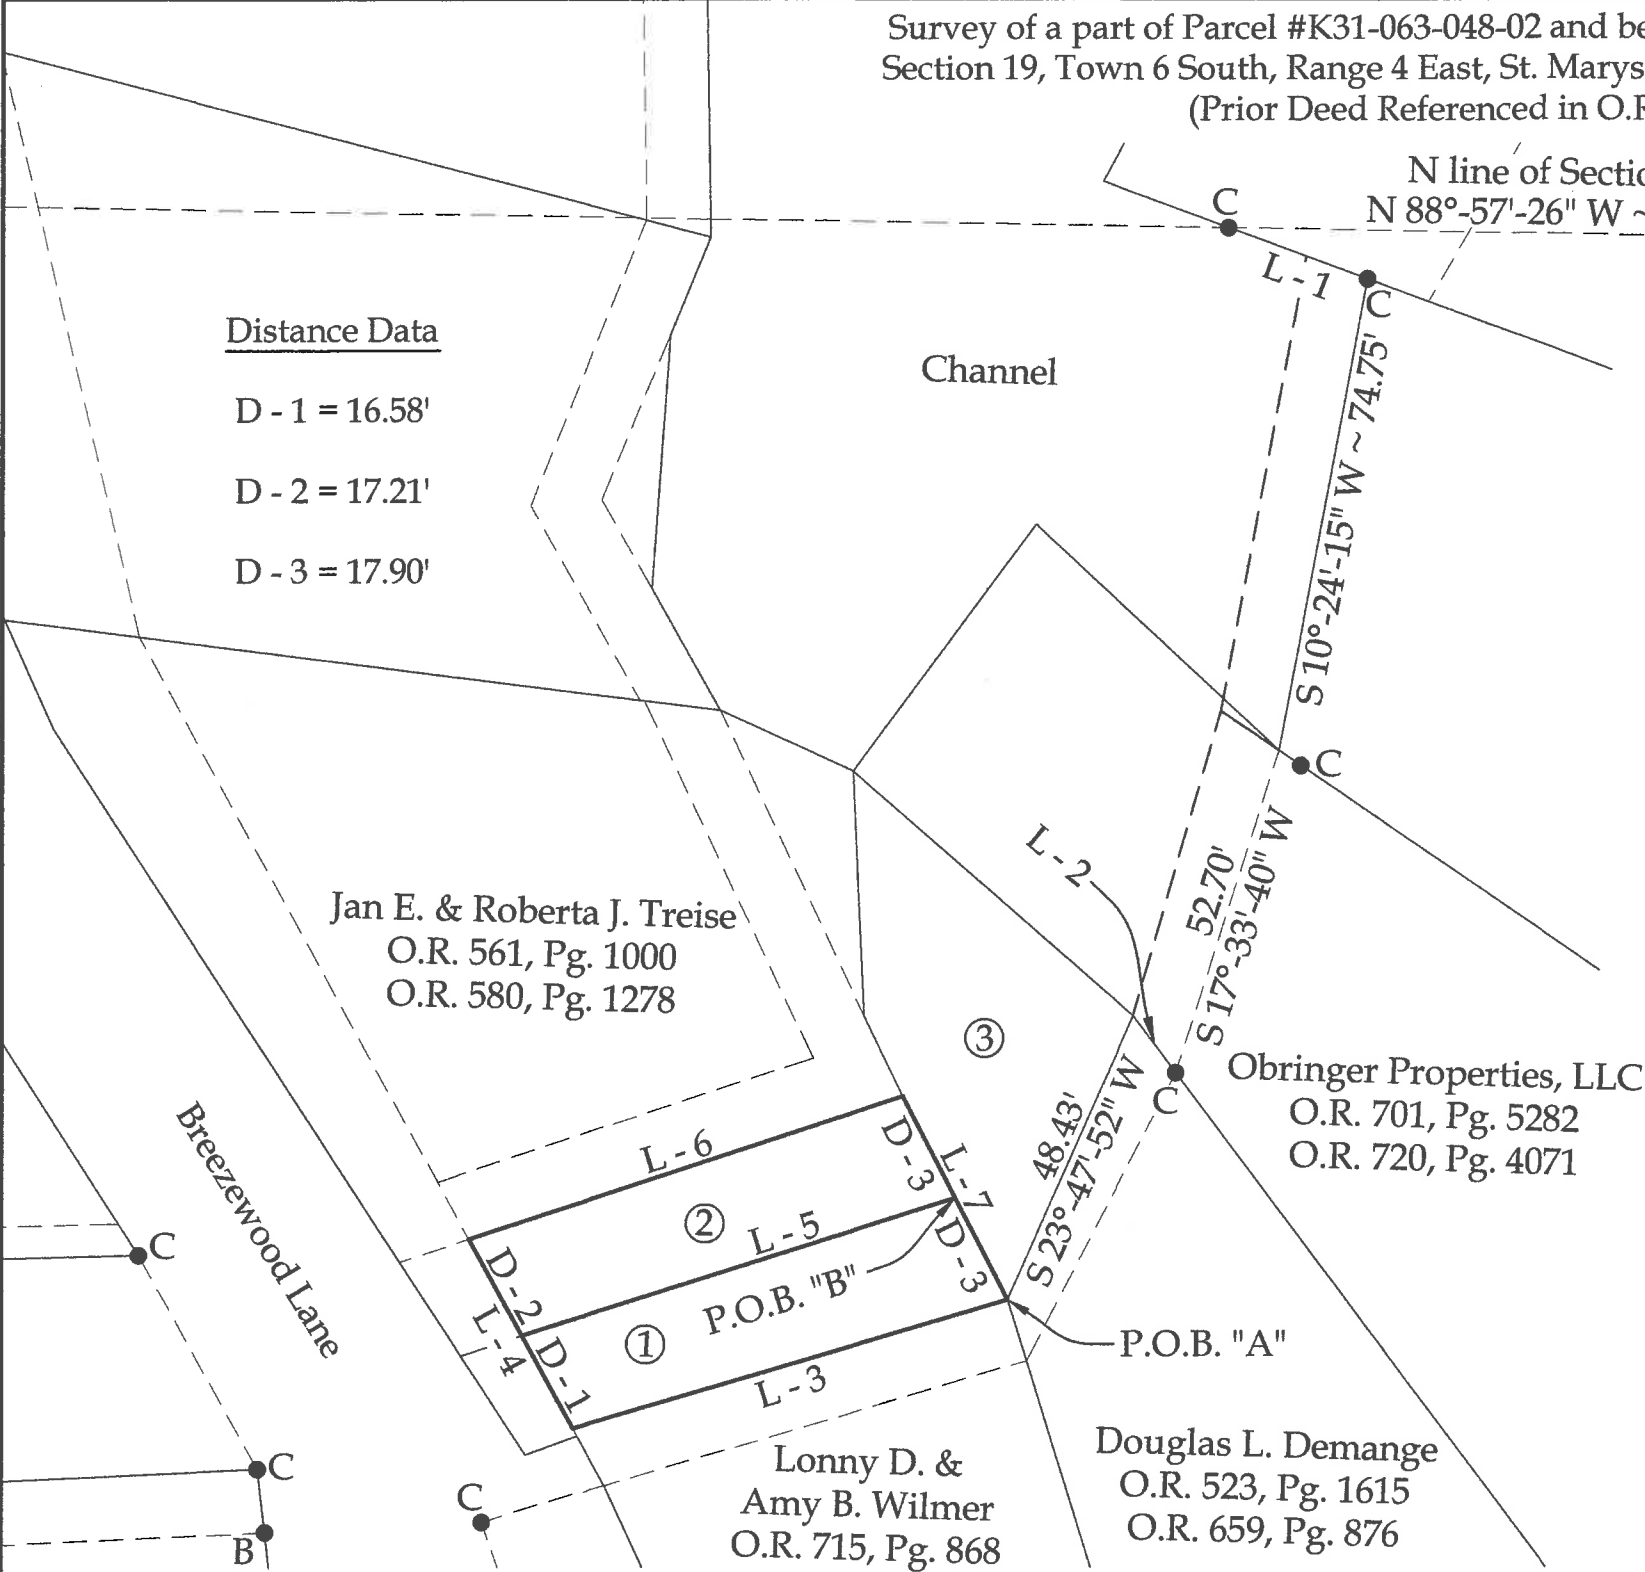 Survey of a part of Parcel #K31-063-048-02 and be
Section 19, Town 6 South, Range 4 East, St. Marys
(Prior Deed Referenced in O.R
N line of Sectio
N 88°-57'-26" W ~
C
L - 1
C
Distance Data
D - 1 = 16.58'
D - 2 = 17.21'
D - 3 = 17.90'
Channel
S 10°-24'-15" W ~ 74.75'
C
L - 2
52.70'
S 17°-33'-40" W
Jan E. & Roberta J. Treise
O.R. 561, Pg. 1000
O.R. 580, Pg. 1278
3
C
Obringer Properties, LLC
O.R. 701, Pg. 5282
O.R. 720, Pg. 4071
48.43'
S 23°-47'-52" W
Breezewood Lane
L - 6
D - 3
L - 7
2
L - 5
D - 3
C
D - 2
P.O.B. "B"
L - 4
1
D - 1
P.O.B. "A"
L - 3
Lonny D. &
Amy B. Wilmer
O.R. 715, Pg. 868
Douglas L. Demange
O.R. 523, Pg. 1615
O.R. 659, Pg. 876
C
C
B